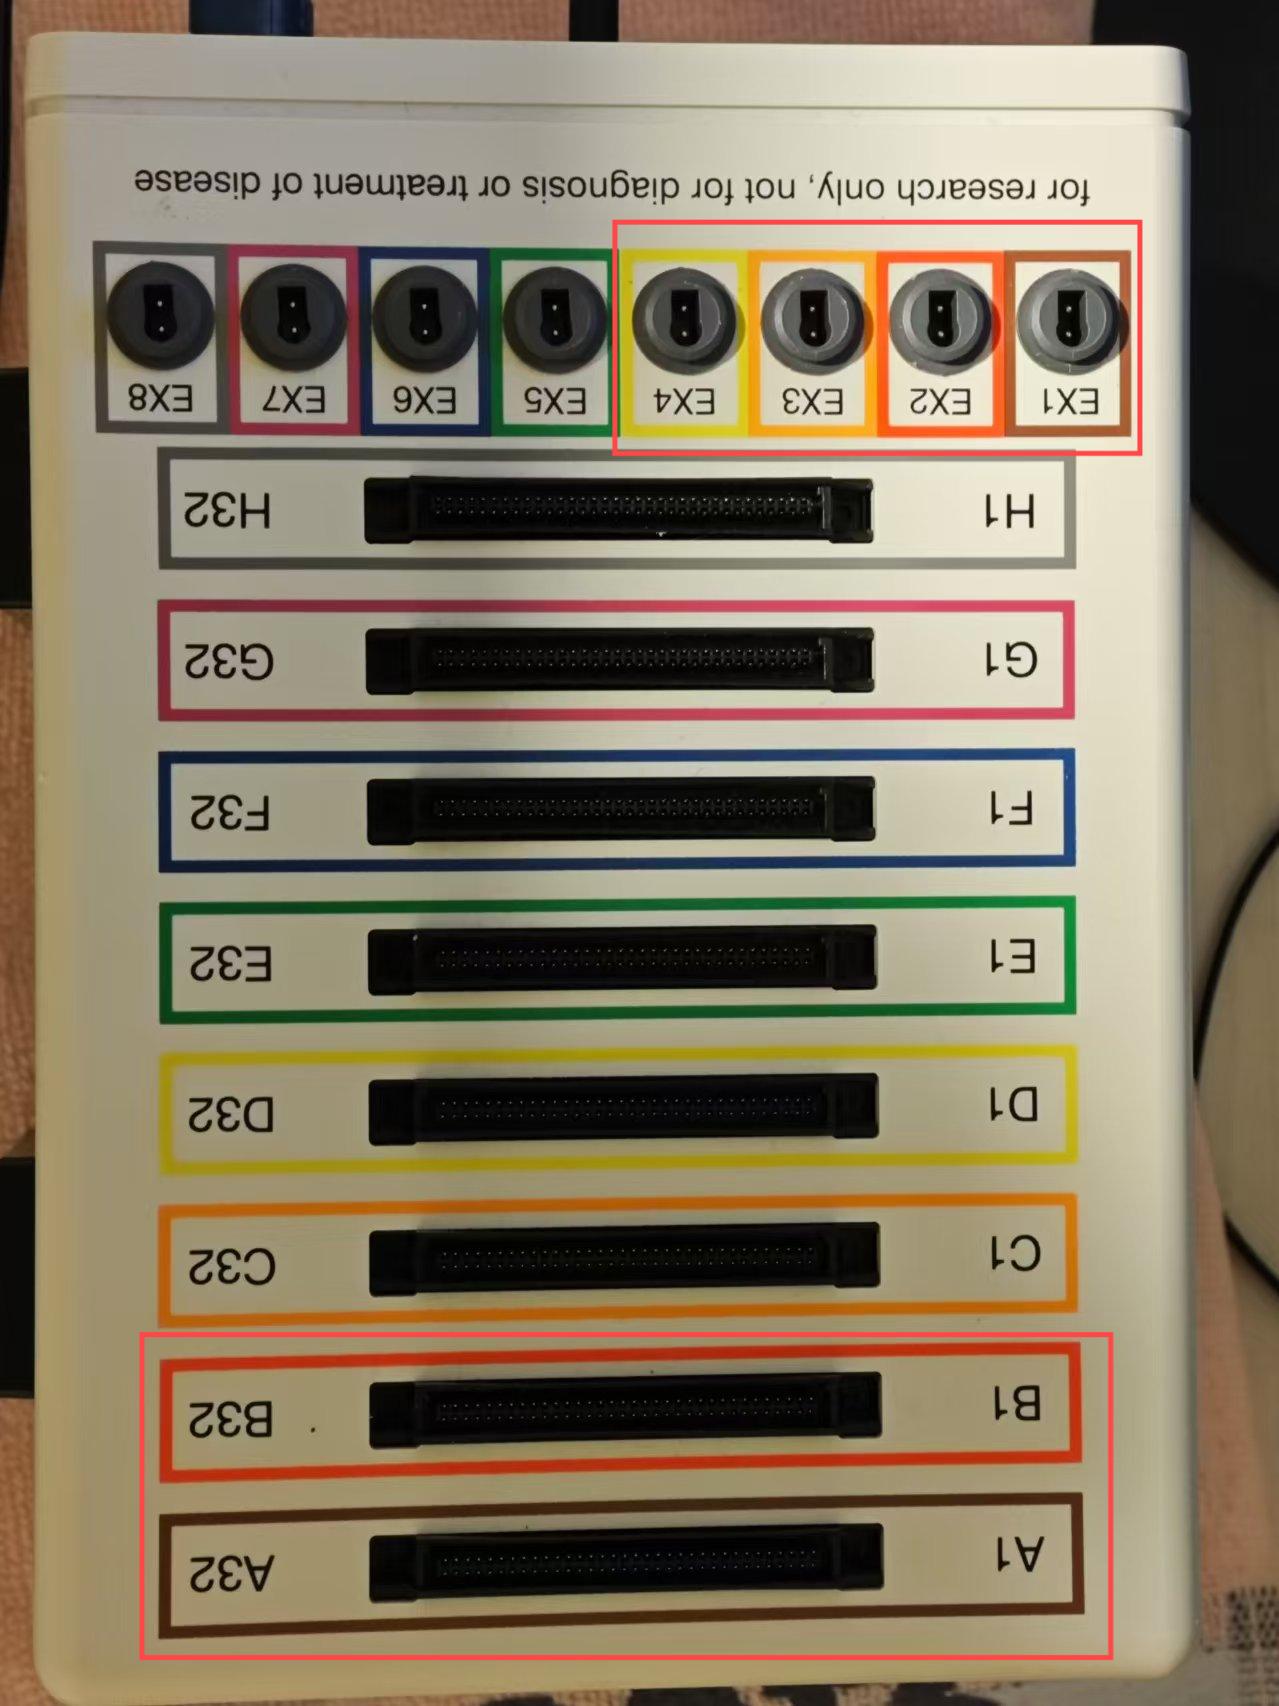 A1 A32
B1 B32
C1 C32
D1 D32
E1 E32
F1 F32
G1 G32
H1 H32
EX1 EX2 EX3 EX4 EX5 EX6 EX7 EX8
for research only, not for diagnosis or treatment of disease